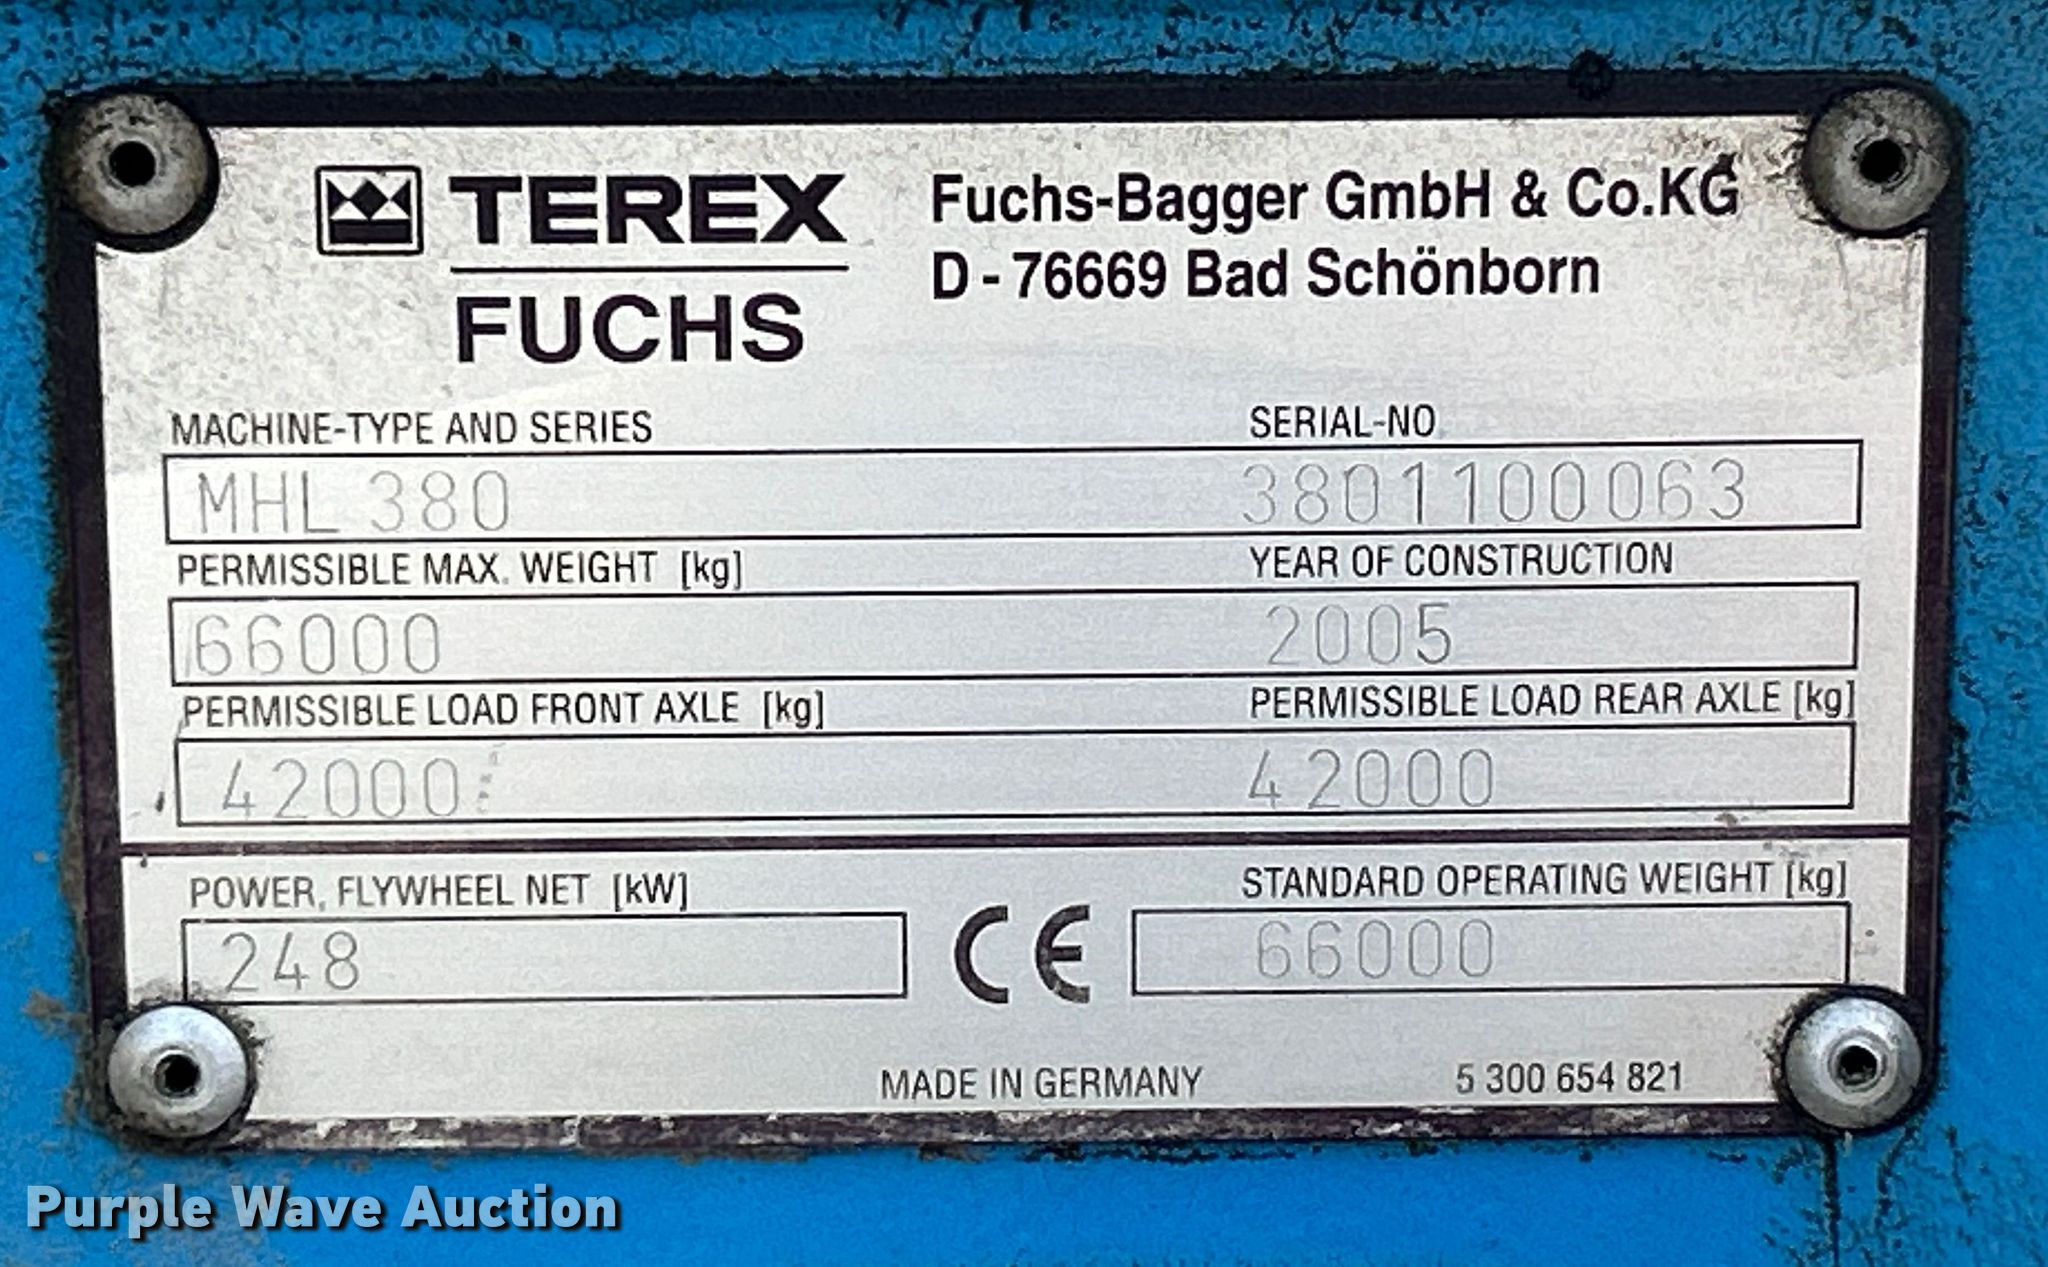 TEREX
FUCHS
Fuchs-Bagger GmbH & Co.KG
D - 76669 Bad Schönborn
MACHINE-TYPE AND SERIES
SERIAL-NO
MHL 380
3801100063
PERMISSIBLE MAX. WEIGHT [kg]
YEAR OF CONSTRUCTION
66000
2005
PERMISSIBLE LOAD FRONT AXLE [kg]
PERMISSIBLE LOAD REAR AXLE [kg]
42000
42000
POWER, FLYWHEEL NET [kW]
STANDARD OPERATING WEIGHT [kg]
248
CE
66000
MADE IN GERMANY
5 300 654 821
Purple Wave Auction